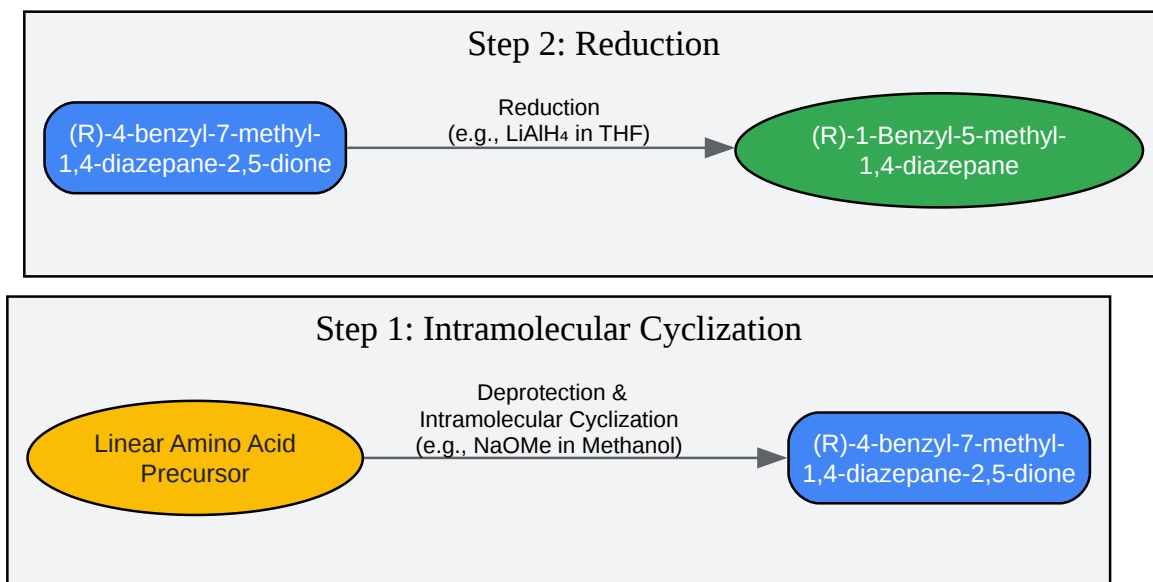 Step 2: Reduction
(R)-4-benzyl-7-methyl-
1,4-diazepane-2,5-dione
Reduction
(e.g., LiAlH₄ in THF)
(R)-1-Benzyl-5-methyl-
1,4-diazepane
Step 1: Intramolecular Cyclization
Linear Amino Acid
Precursor
Deprotection &
Intramolecular Cyclization
(e.g., NaOMe in Methanol)
(R)-4-benzyl-7-methyl-
1,4-diazepane-2,5-dione